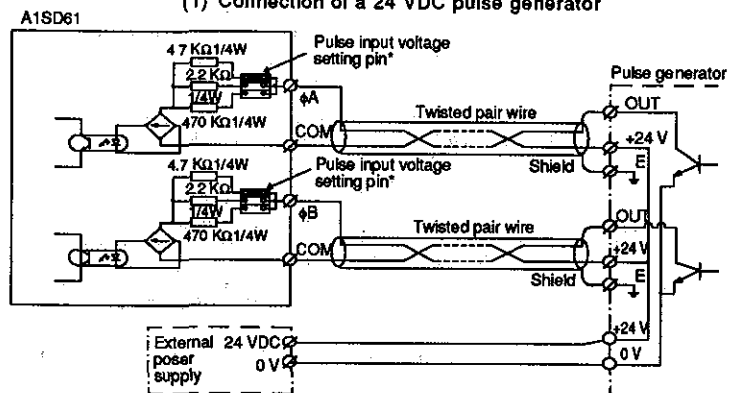 (1) Connection of a 24 VDC pulse generator
A1SD61
4.7 KΩ1/4W
2.2 KΩ
1/4W
470 KΩ1/4W
Pulse input voltage
setting pin*
ϕA
COM
Twisted pair wire
Shield
Pulse generator
OUT
+24 V
E
4.7 KΩ1/4W
2.2 KΩ
1/4W
470 KΩ1/4W
Pulse input voltage
setting pin*
ϕB
COM
Twisted pair wire
Shield
OUT
+24 V
E
External
poser
supply
24 VDC
0 V
+24 V
0 V